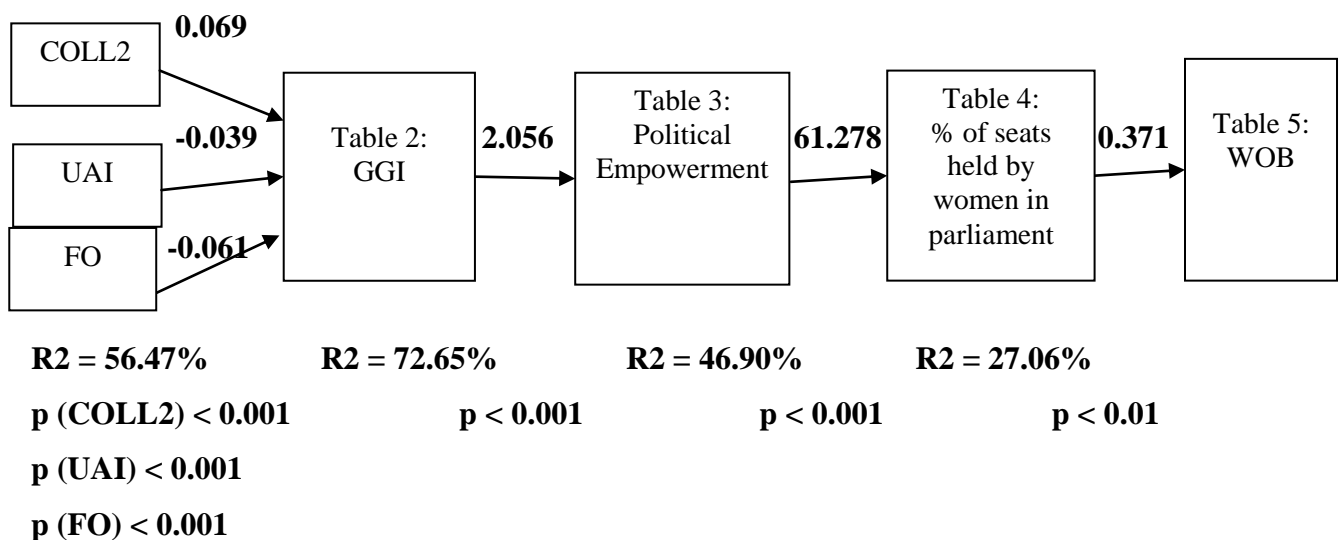 0.069
COLL2
-0.039
UAI
-0.061
FO
Table 2:
GGI
2.056
Table 3:
Political
Empowerment
61.278
Table 4:
% of seats
held by
women in
parliament
0.371
Table 5:
WOB
R2 = 56.47% R2 = 72.65% R2 = 46.90% R2 = 27.06%
p (COLL2) < 0.001 p < 0.001 p < 0.001 p < 0.01
p (UAI) < 0.001
p (FO) < 0.001